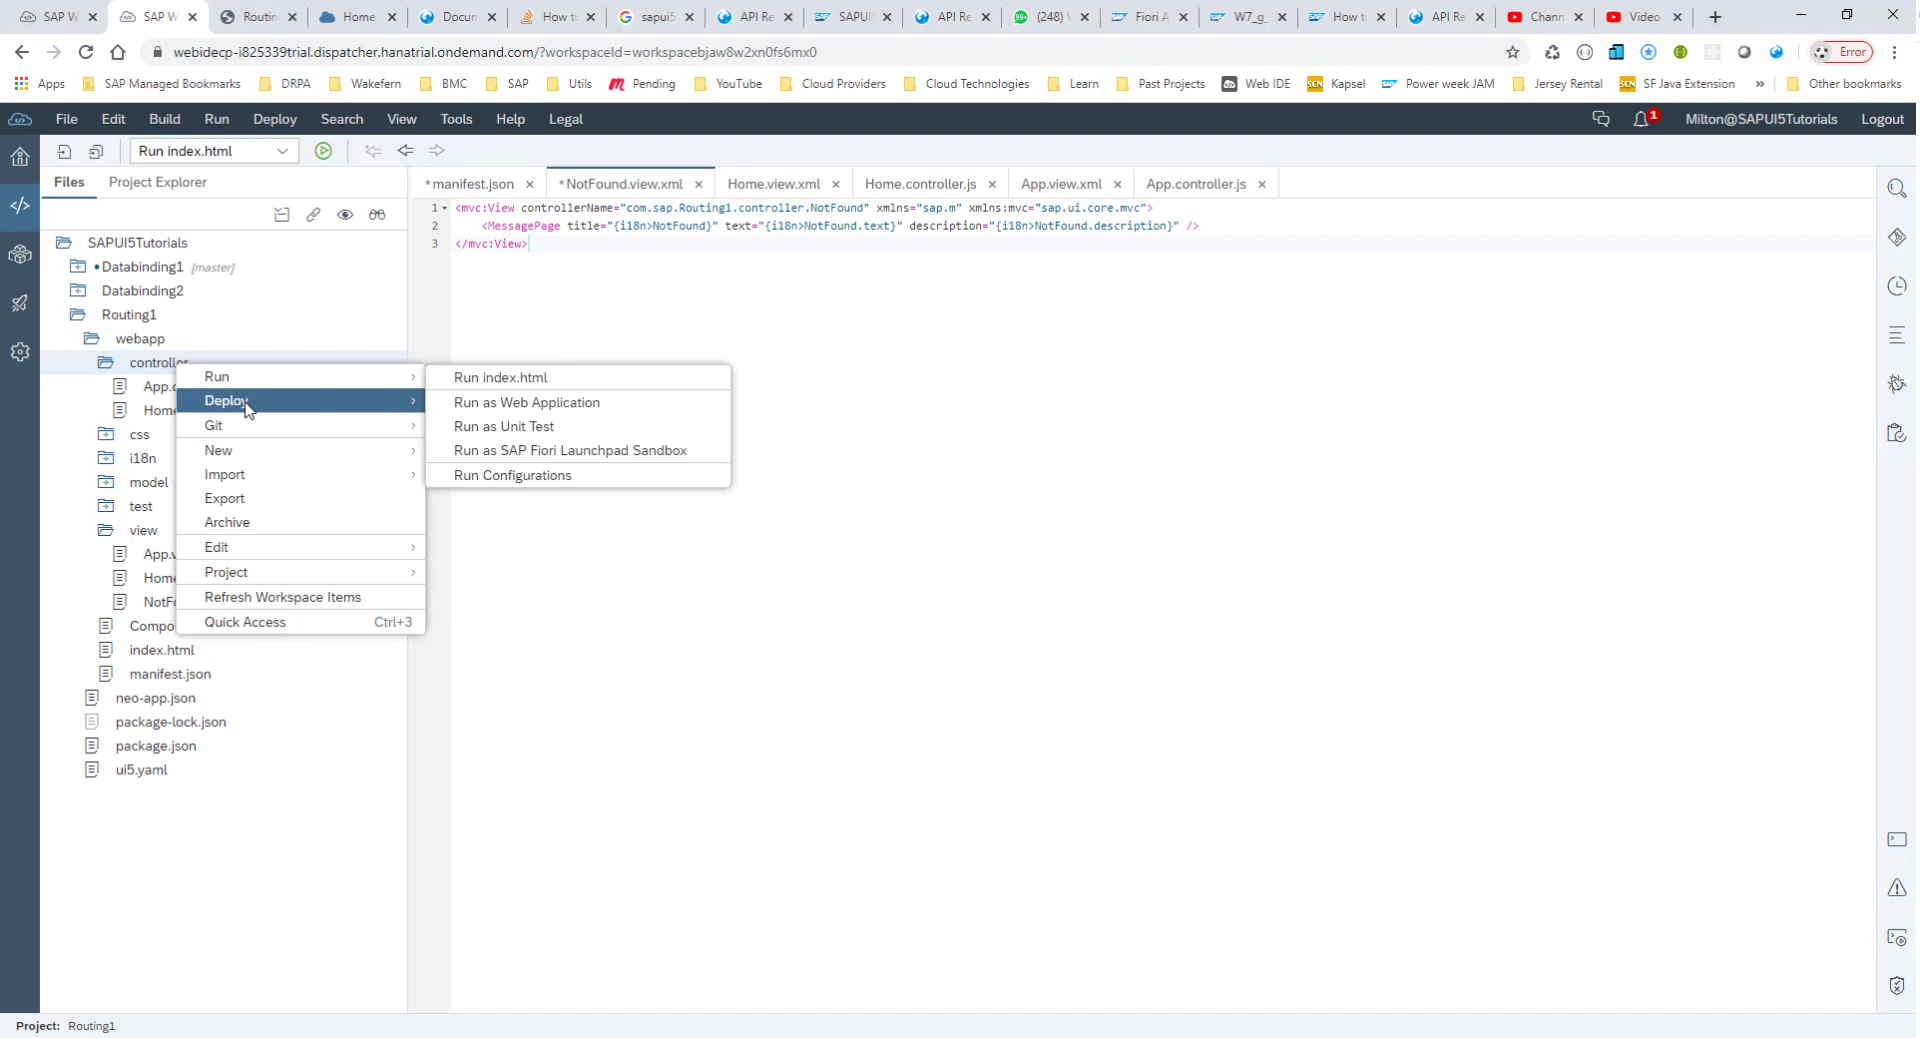 SAP W
SAP W
Routin
Home
Docun
How to
sapui5
API Re
SAPUI
API Re
(248)
Fiori A
W7_g_
How to
API Re
Chann
Video
webidecp-i825339trial.dispatcher.hanatrial.ondemand.com/?workspaceId=workspacebjaw8w2xn0fs6mx0
Error
Apps
SAP Managed Bookmarks
DRPA
Wakefern
BMC
SAP
Utils
Pending
YouTube
Cloud Providers
Cloud Technologies
Learn
Past Projects
Web IDE
Kapsel
Power week JAM
Jersey Rental
SF Java Extension
Other bookmarks
File
Edit
Build
Run
Deploy
Search
View
Tools
Help
Legal
1
Milton@SAPUI5Tutorials
Logout
Run index.html
Files
Project Explorer
*manifest.json
*NotFound.view.xml
Home.view.xml
Home.controller.js
App.view.xml
App.controller.js
1 <mvc:View controllerName="com.sap.Routing1.controller.NotFound" xmlns="sap.m" xmlns:mvc="sap.ui.core.mvc">
2 <MessagePage title="{i18n>NotFound}" text="{i18n>NotFound.text}" description="{i18n>NotFound.description}" />
3 </mvc:View>
SAPUI5Tutorials
Databinding1 [master]
Databinding2
Routing1
webapp
controller
App.c
Home
css
i18n
model
test
view
App.v
Home
NotFo
Compo
index.html
manifest.json
neo-app.json
package-lock.json
package.json
ui5.yaml
Run
Deploy
Git
New
Import
Export
Archive
Edit
Project
Refresh Workspace Items
Quick Access Ctrl+3
Run index.html
Run as Web Application
Run as Unit Test
Run as SAP Fiori Launchpad Sandbox
Run Configurations
Project: Routing1